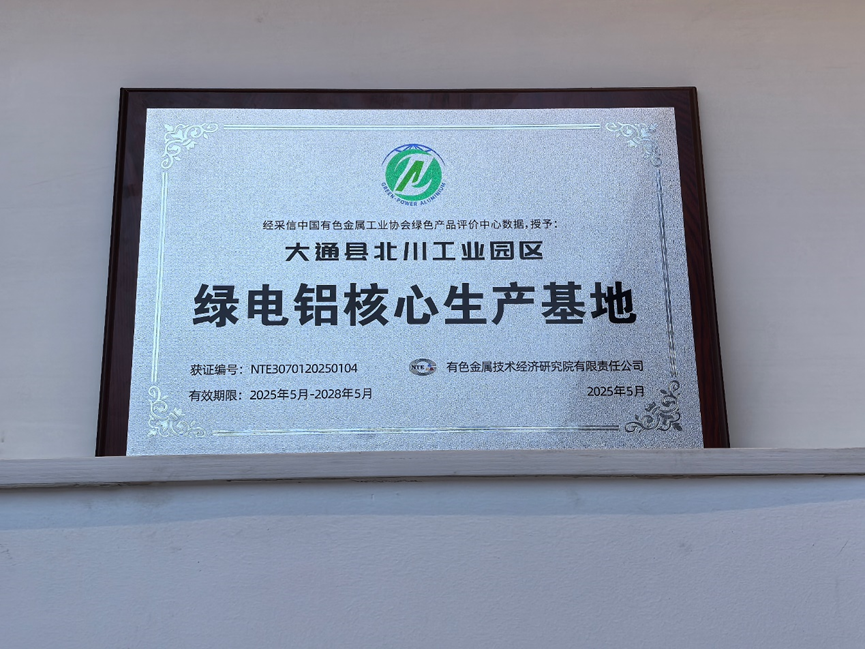 GREEN-POWER ALUMINIUM
经采信中国有色金属工业协会绿色产品评价中心数据,授予:
大通县北川工业园区
绿电铝核心生产基地
获证编号: NTE3070120250104
NTE 有色金属技术经济研究院有限责任公司
有效期限: 2025年5月-2028年5月
2025年5月